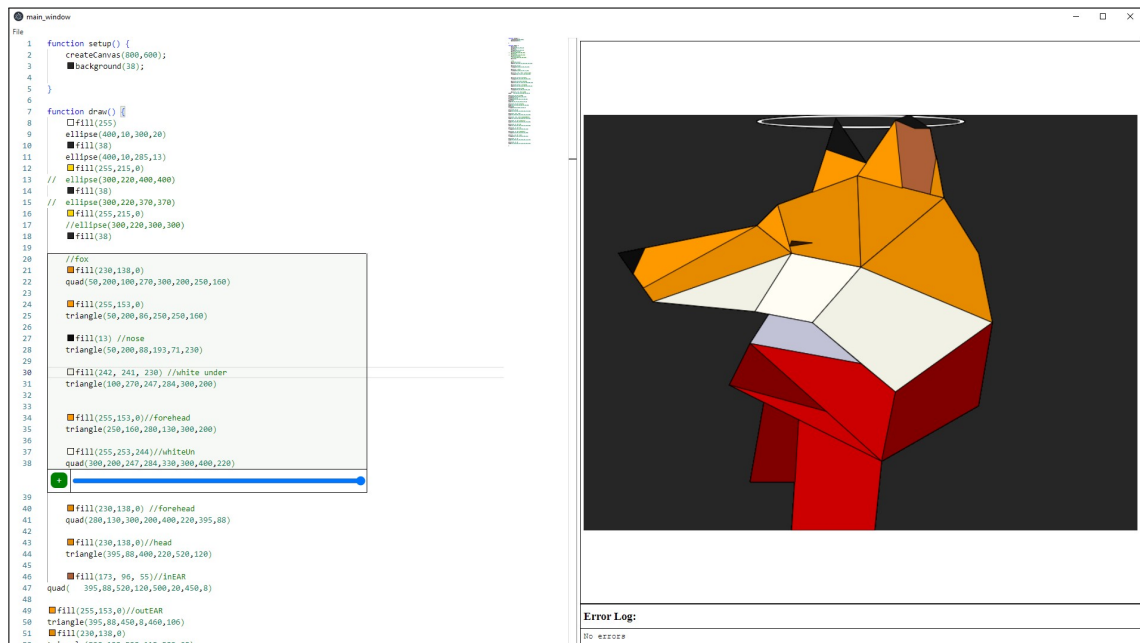 main_window
File
1 function setup() {
2 createCanvas(800,600);
3 background(38);
4
5 }
6
7 function draw() {
8 fill(255)
9 ellipse(400,10,300,20)
10 fill(38)
11 ellipse(400,10,285,13)
12 fill(255,215,0)
13 // ellipse(300,220,400,400)
14 fill(38)
15 // ellipse(300,220,370,370)
16 fill(255,215,0)
17 //ellipse(300,220,300,300)
18 fill(38)
19
20 //fox
21 fill(230,138,0)
22 quad(50,200,100,270,300,200,250,160)
23
24 fill(255,153,0)
25 triangle(50,200,86,250,250,160)
26
27 fill(13) //nose
28 triangle(50,200,88,193,71,230)
29
30 fill(242, 241, 230) //white under
31 triangle(100,270,247,284,300,200)
32
33
34 fill(255,153,0)//forehead
35 triangle(250,160,280,130,300,200)
36
37 fill(255,253,244)//whiteUn
38 quad(300,200,247,284,330,300,400,220)
+
39
40 fill(230,138,0) //forehead
41 quad(280,130,300,200,400,220,395,88)
42
43 fill(230,138,0)//head
44 triangle(395,88,400,220,520,120)
45
46 fill(173, 96, 55)//inEAR
47 quad( 395,88,520,120,500,20,450,8)
48
49 fill(255,153,0)//outEAR
50 triangle(395,88,450,8,460,106)
51 fill(230,138,0)
Error Log:
No errors